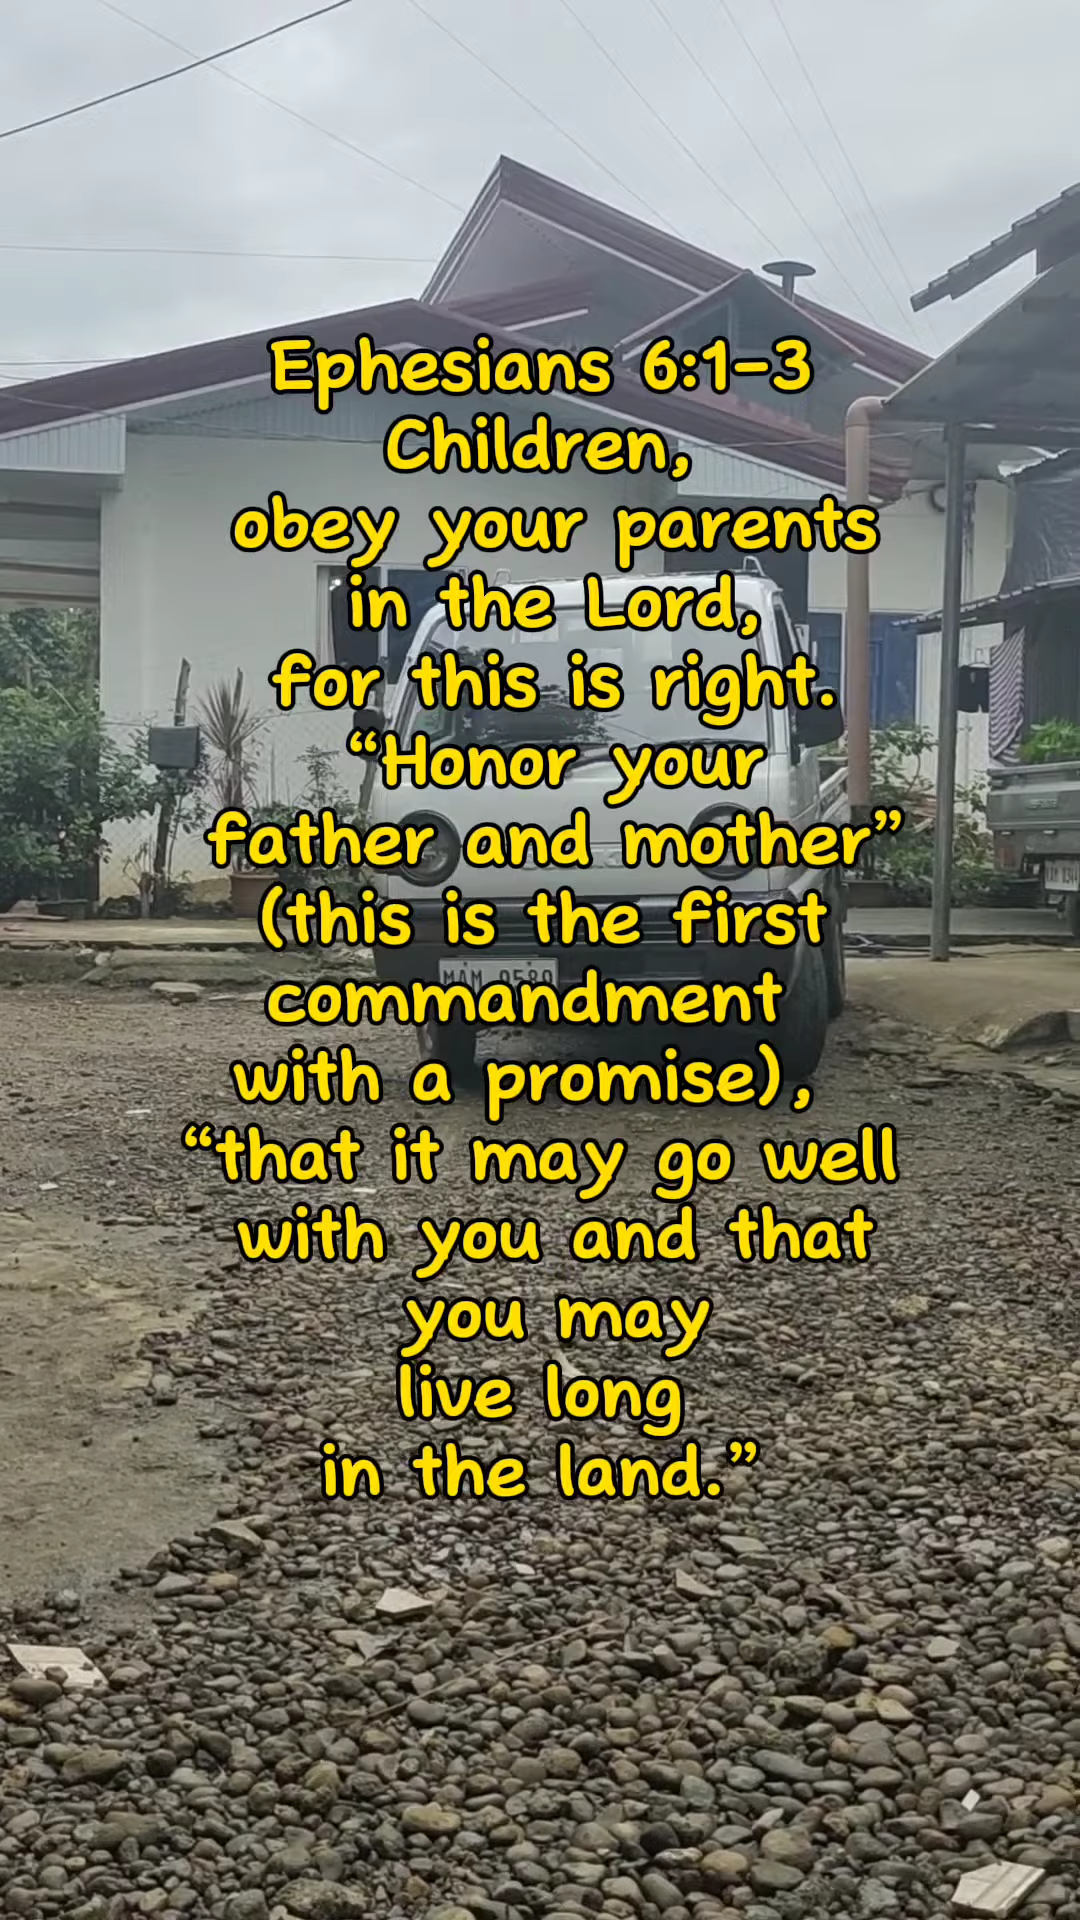 Ephesians 6:1-3
Children,
obey your parents
in the Lord,
for this is right.
“Honor your
father and mother”
(this is the first
commandment
with a promise),
“that it may go well
with you and that
you may
live long
in the land.”
MAM 9589